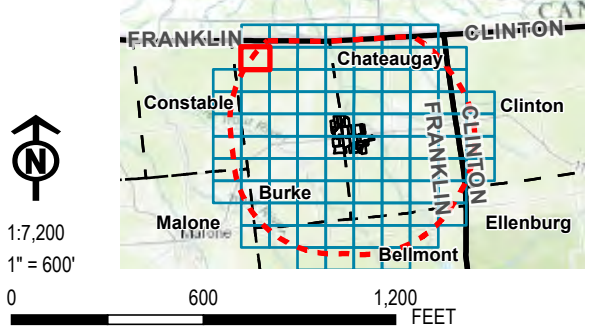 FRANKLIN
CLINTON
CAN
Chateaugay
Constable
Clinton
FRANKLIN
CLINTON
Burke
Malone
Malone
Ellenburg
Bellmont
N
1:7,200
1" = 600'
0 600 1,200
FEET